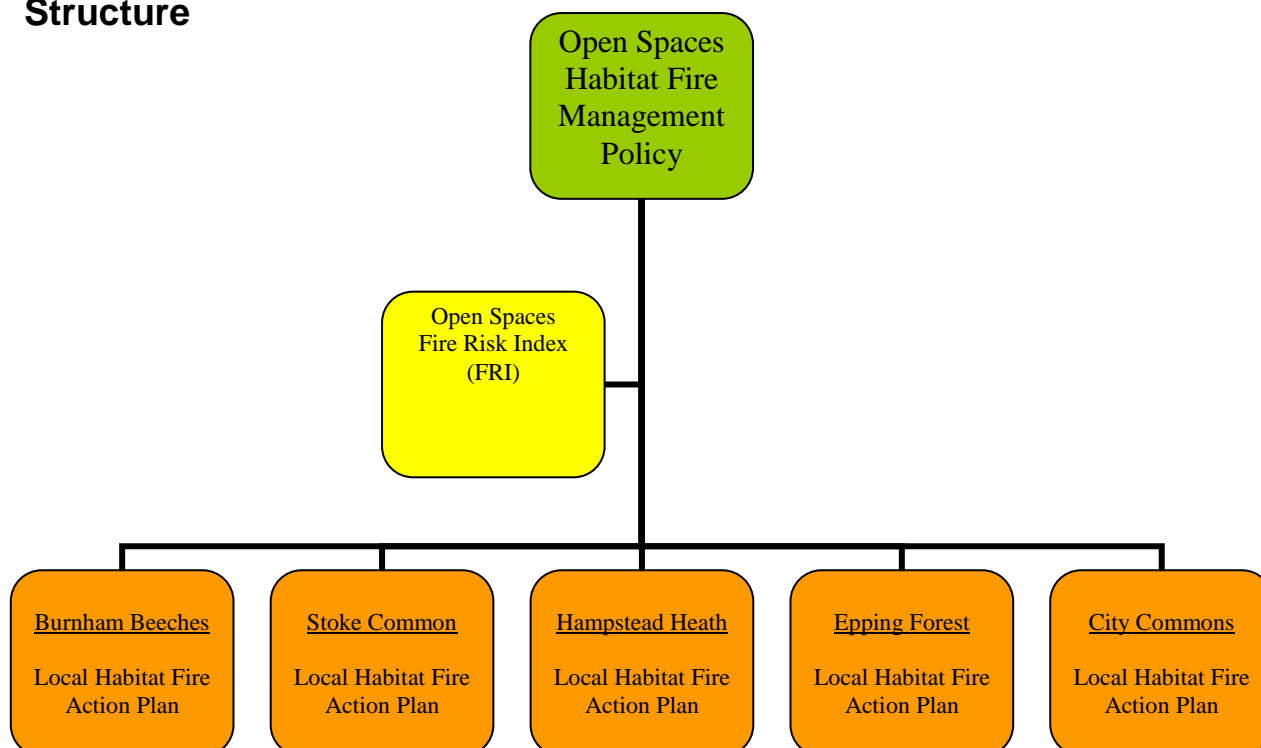 Structure
Open Spaces
Habitat Fire
Management
Policy
Open Spaces
Fire Risk Index
(FRI)
Burnham Beeches
Local Habitat Fire
Action Plan
Stoke Common
Local Habitat Fire
Action Plan
Hampstead Heath
Local Habitat Fire
Action Plan
Epping Forest
Local Habitat Fire
Action Plan
City Commons
Local Habitat Fire
Action Plan